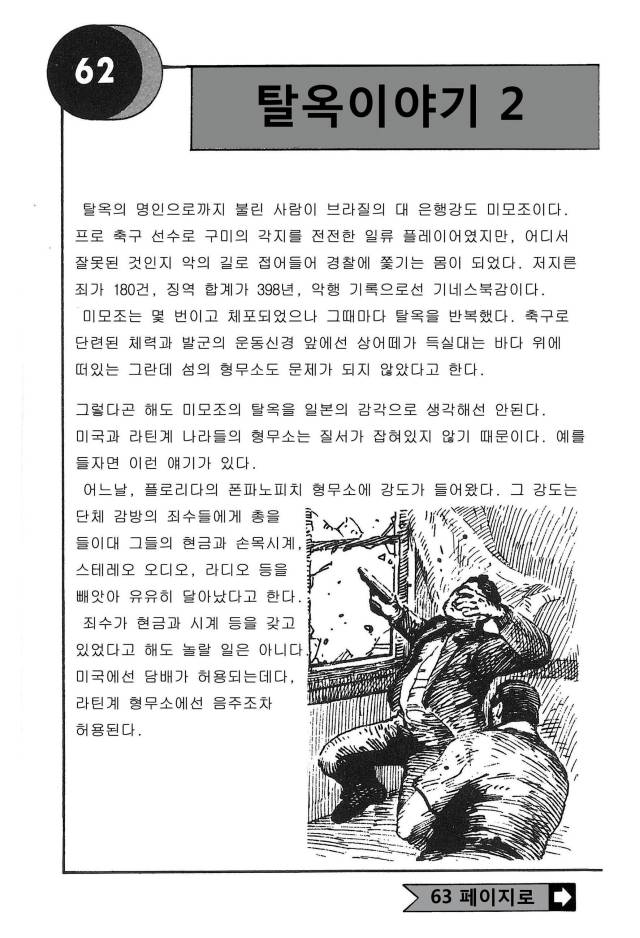 62
탈옥이야기 2
탈옥의 명인으로까지 불린 사람이 브라질의 대 은행강도 미모조이다.
프로 축구 선수로 구미의 각지를 전전한 일류 플레이어였지만, 어디서
잘못된 것인지 악의 길로 접어들어 경찰에 쫓기는 몸이 되었다. 저지른
죄가 180건, 징역 합계가 398년, 악행 기록으로선 기네스북감이다.
미모조는 몇 번이고 체포되었으나 그때마다 탈옥을 반복했다. 축구로
단련된 체력과 발군의 운동신경 앞에선 상어떼가 득실대는 바다 위에
떠있는 그란데 섬의 형무소도 문제가 되지 않았다고 한다.
그렇다곤 해도 미모조의 탈옥을 일본의 감각으로 생각해선 안된다.
미국과 라틴계 나라들의 형무소는 질서가 잡혀있지 않기 때문이다. 예를
들자면 이런 얘기가 있다.
어느날, 플로리다의 폰파노피치 형무소에 강도가 들어왔다. 그 강도는
단체 감방의 죄수들에게 총을
들이대 그들의 현금과 손목시계,
스테레오 오디오, 라디오 등을
빼앗아 유유히 달아났다고 한다.
죄수가 현금과 시계 등을 갖고
있었다고 해도 놀랄 일은 아니다.
미국에선 담배가 허용되는데다,
라틴계 형무소에선 음주조차
허용된다.
63 페이지로